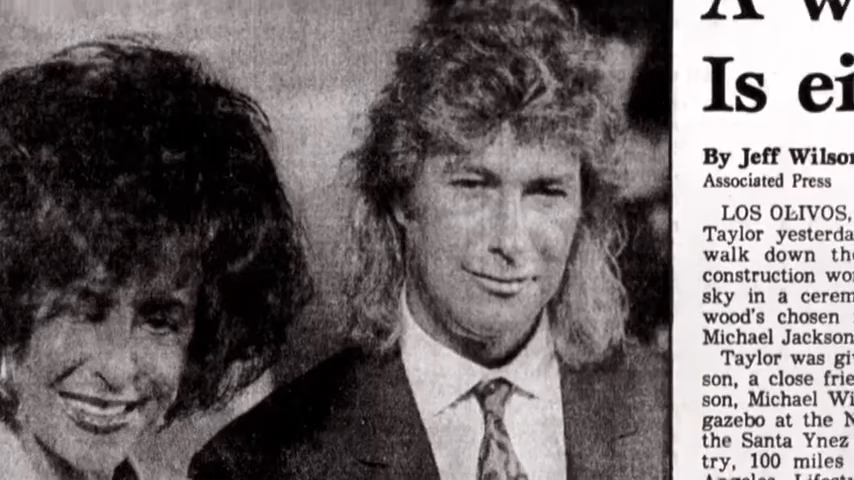 A w
Is ei
By Jeff Wilson
Associated Press
LOS OLIVOS,
Taylor yesterda
walk down the
construction wor
sky in a cerem
wood's chosen
Michael Jackson
Taylor was giv
son, a close frie
son, Michael Wi
gazebo at the N
the Santa Ynez
try, 100 miles
Angeles. Lifesty